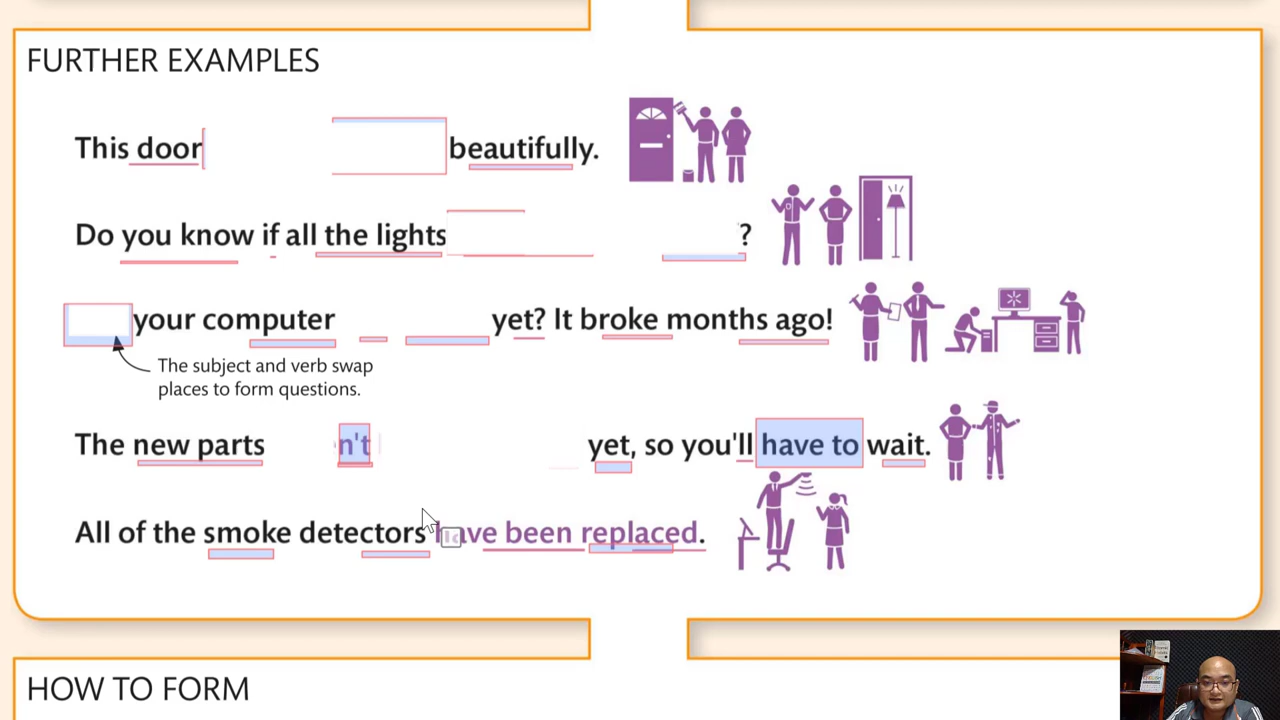 FURTHER EXAMPLES
This door beautifully.
Do you know if all the lights ?
your computer yet? It broke months ago!
The subject and verb swap
places to form questions.
The new parts n't yet, so you'll have to wait.
All of the smoke detectors have been replaced.
HOW TO FORM